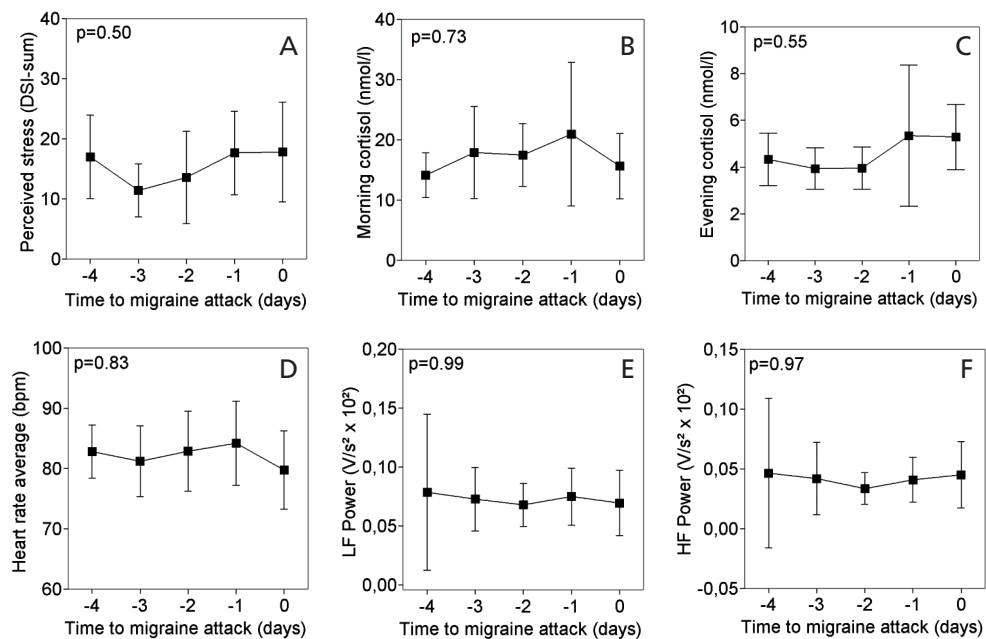 p=0.50
A
Perceived stress (DSI-sum)
40
30
20
10
0
-4 -3 -2 -1 0
Time to migraine attack (days)
p=0.73
B
Morning cortisol (nmol/l)
40
30
20
10
0
-4 -3 -2 -1 0
Time to migraine attack (days)
p=0.55
C
Evening cortisol (nmol/l)
10
8
6
4
2
0
-4 -3 -2 -1 0
Time to migraine attack (days)
p=0.83
D
Heart rate average (bpm)
100
90
80
70
60
-4 -3 -2 -1 0
Time to migraine attack (days)
p=0.99
E
LF Power (V/s² x 10²)
0,20
0,15
0,10
0,05
0,00
-4 -3 -2 -1 0
Time to migraine attack (days)
p=0.97
F
HF Power (V/s² x 10²)
0,15
0,10
0,05
0,00
-0,05
-4 -3 -2 -1 0
Time to migraine attack (days)